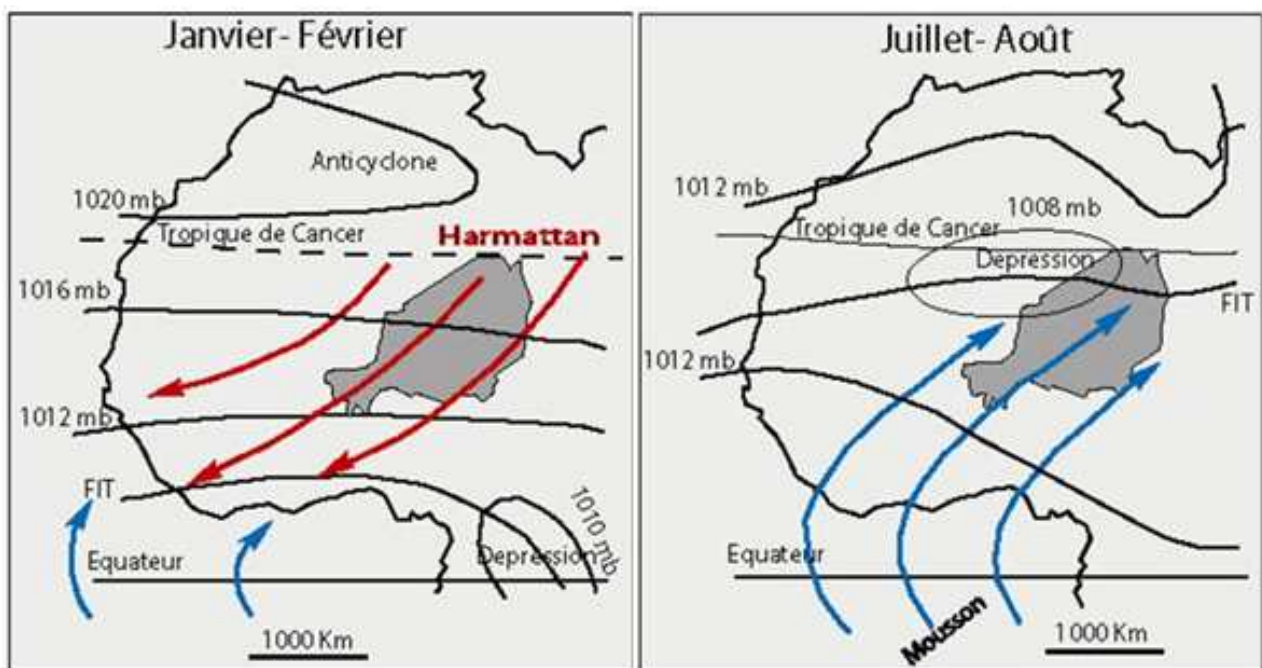 Janvier- Février
Anticyclone
1020 mb
Tropique de Cancer
Harmattan
1016 mb
1012 mb
FIT
1010 mb
Equateur
Depression
1000 Km
Juillet- Août
1012 mb
1008 mb
Tropique de Cancer
Depression
FIT
1012 mb
Equateur
Mousson
1000 Km